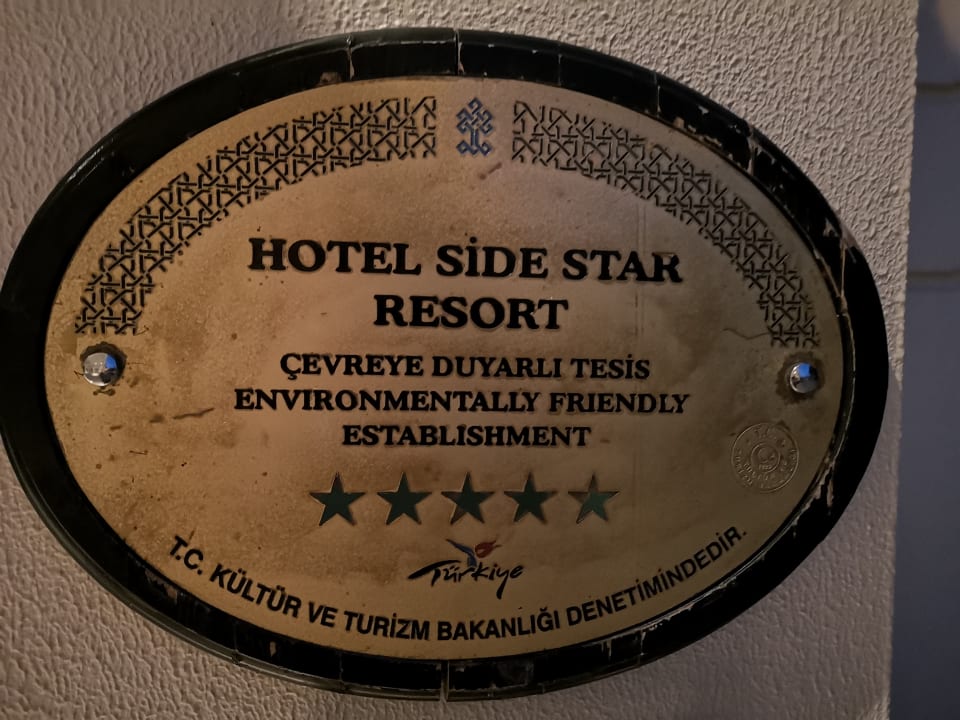 HOTEL SİDE STAR
RESORT
ÇEVREYE DUYARLI TESİS
ENVIRONMENTALLY FRIENDLY
ESTABLISHMENT
Türkiye
T.C. KÜLTÜR VE TURİZM BAKANLIĞI DENETİMİNDEDİR.